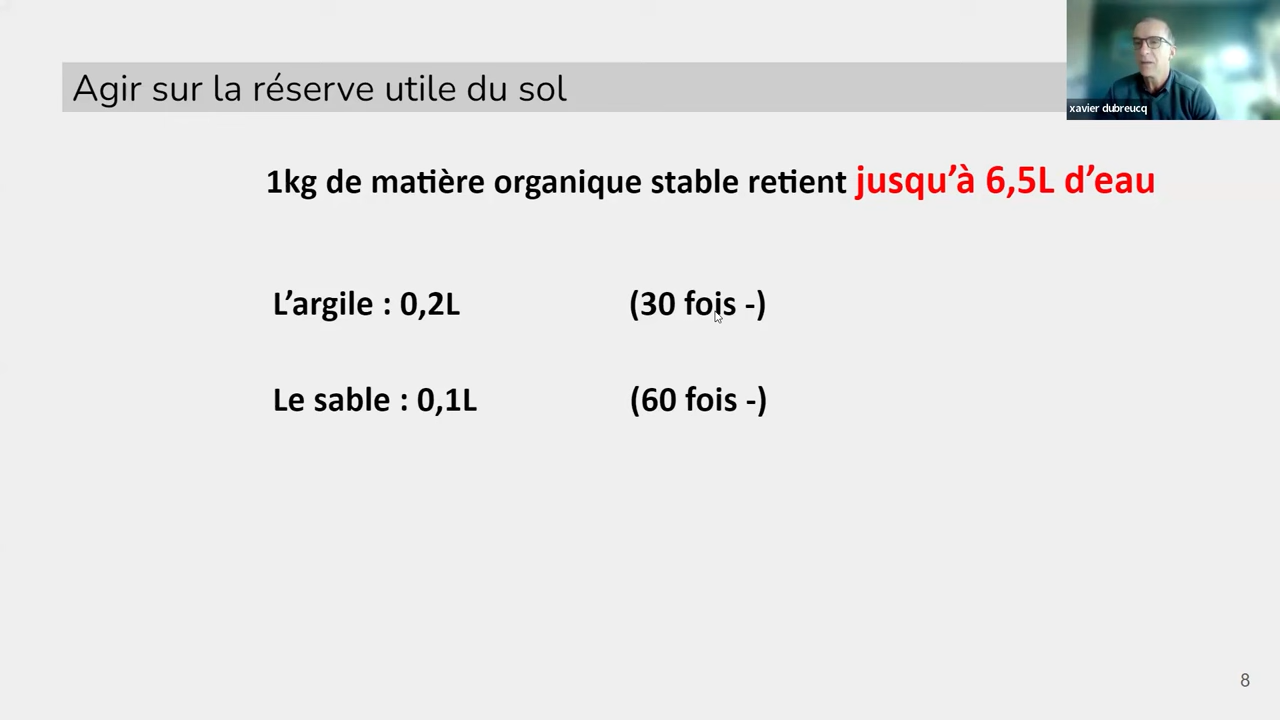 Agir sur la réserve utile du sol
xavier dubreucq
1kg de matière organique stable retient jusqu'à 6,5L d'eau
L'argile : 0,2L (30 fois -)
Le sable : 0,1L (60 fois -)
8